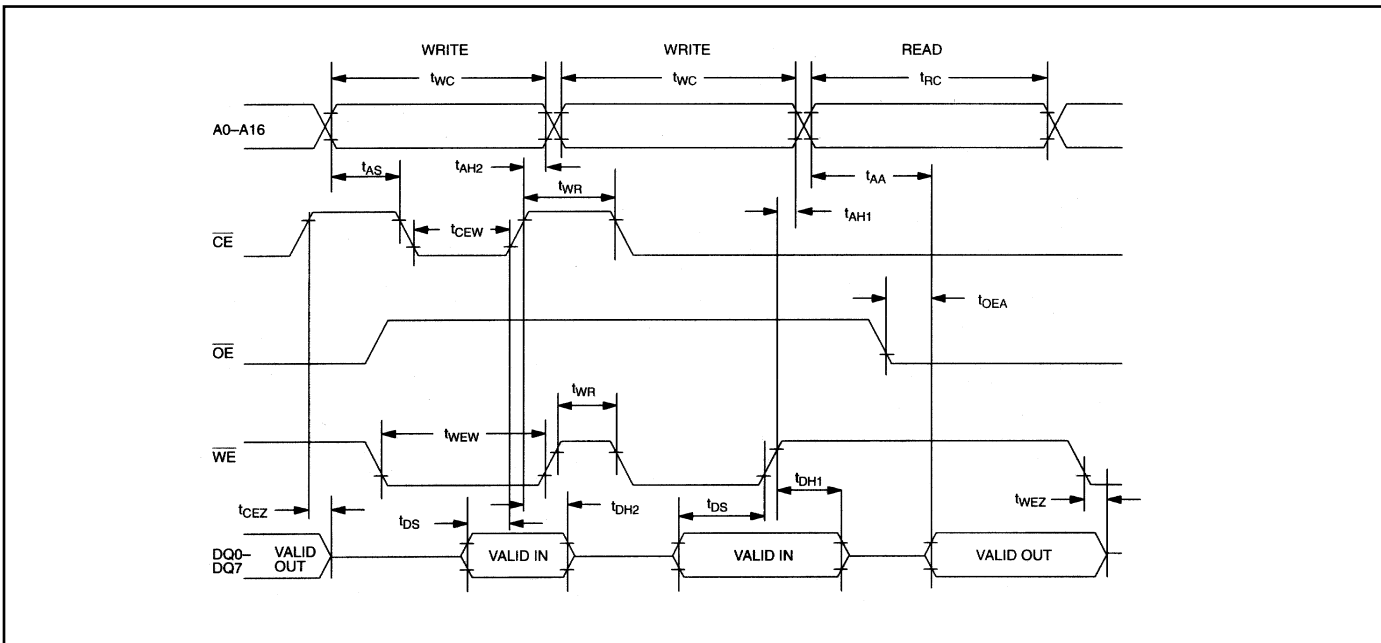 WRITE WRITE READ
tWC tWC tRC
A0–A16
tAS tAH2 tWR tAA
tAH1
CE tCEW
tOEA
OE
tWR
tWEW
WE
tDH1
tCEZ tDS tDH2 tDS tWEZ
DQ0–
DQ7
VALID
OUT
VALID IN VALID IN VALID OUT